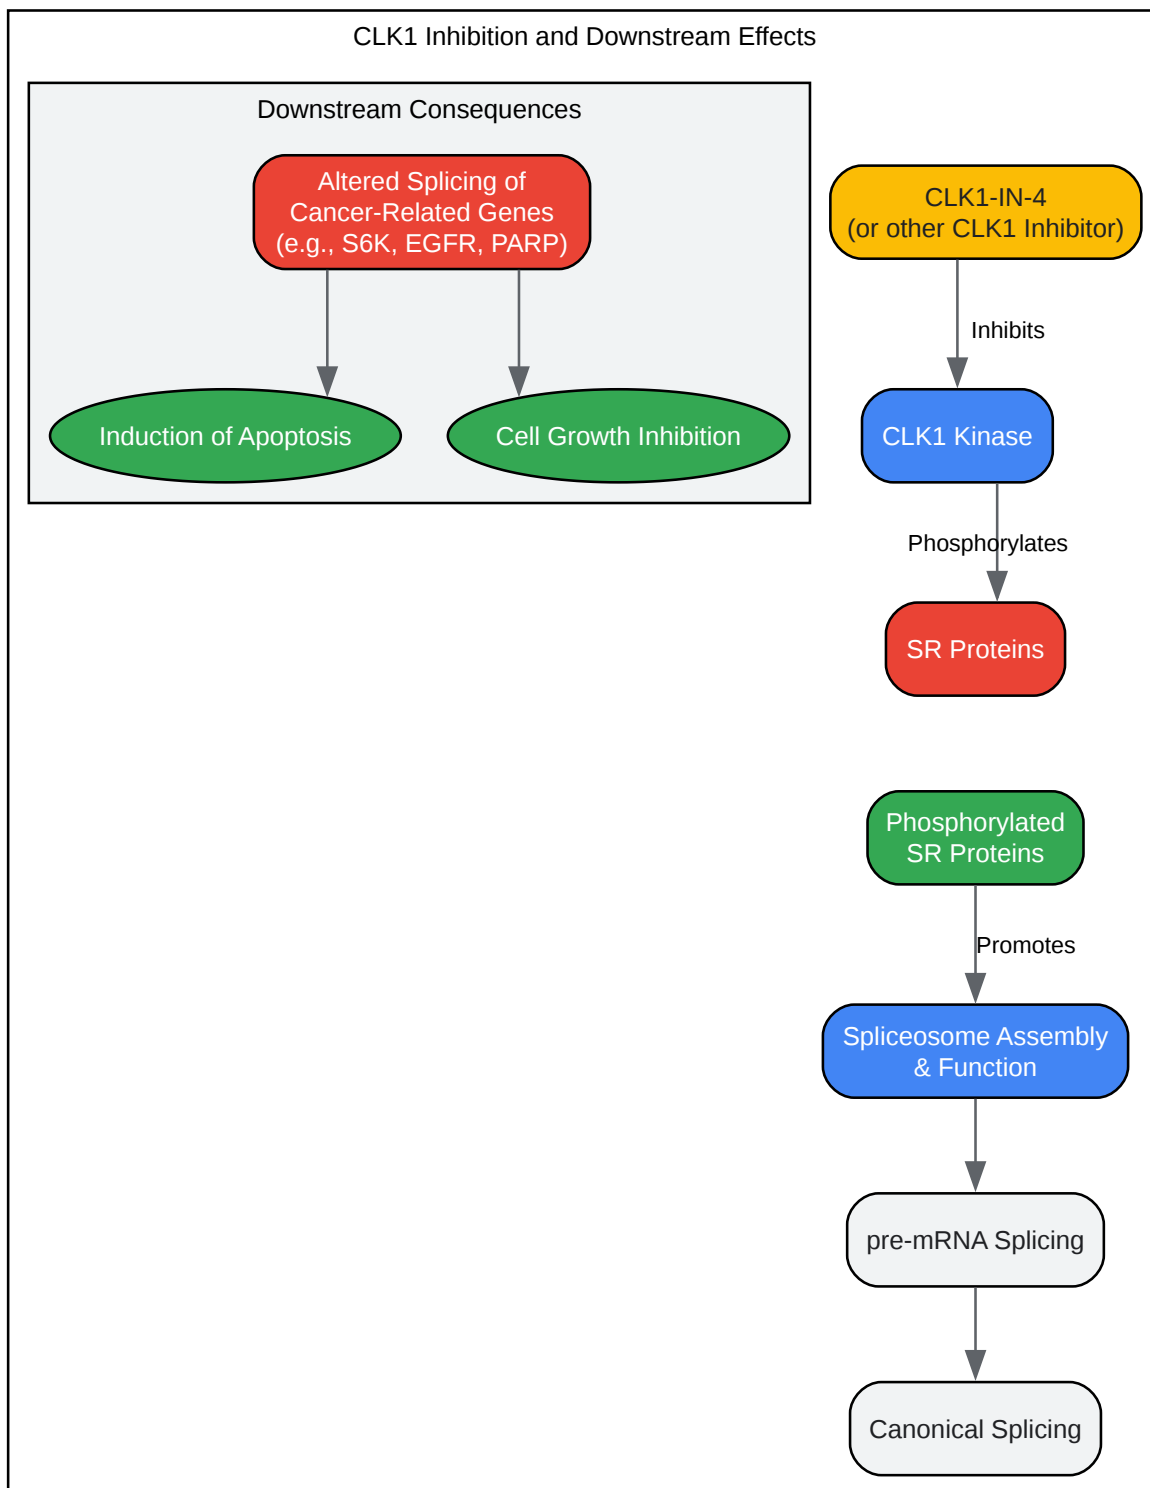 CLK1 Inhibition and Downstream Effects
Downstream Consequences
Altered Splicing of
Cancer-Related Genes
(e.g., S6K, EGFR, PARP)
Induction of Apoptosis
Cell Growth Inhibition
CLK1-IN-4
(or other CLK1 Inhibitor)
Inhibits
CLK1 Kinase
Phosphorylates
SR Proteins
Phosphorylated
SR Proteins
Promotes
Spliceosome Assembly
& Function
pre-mRNA Splicing
Canonical Splicing